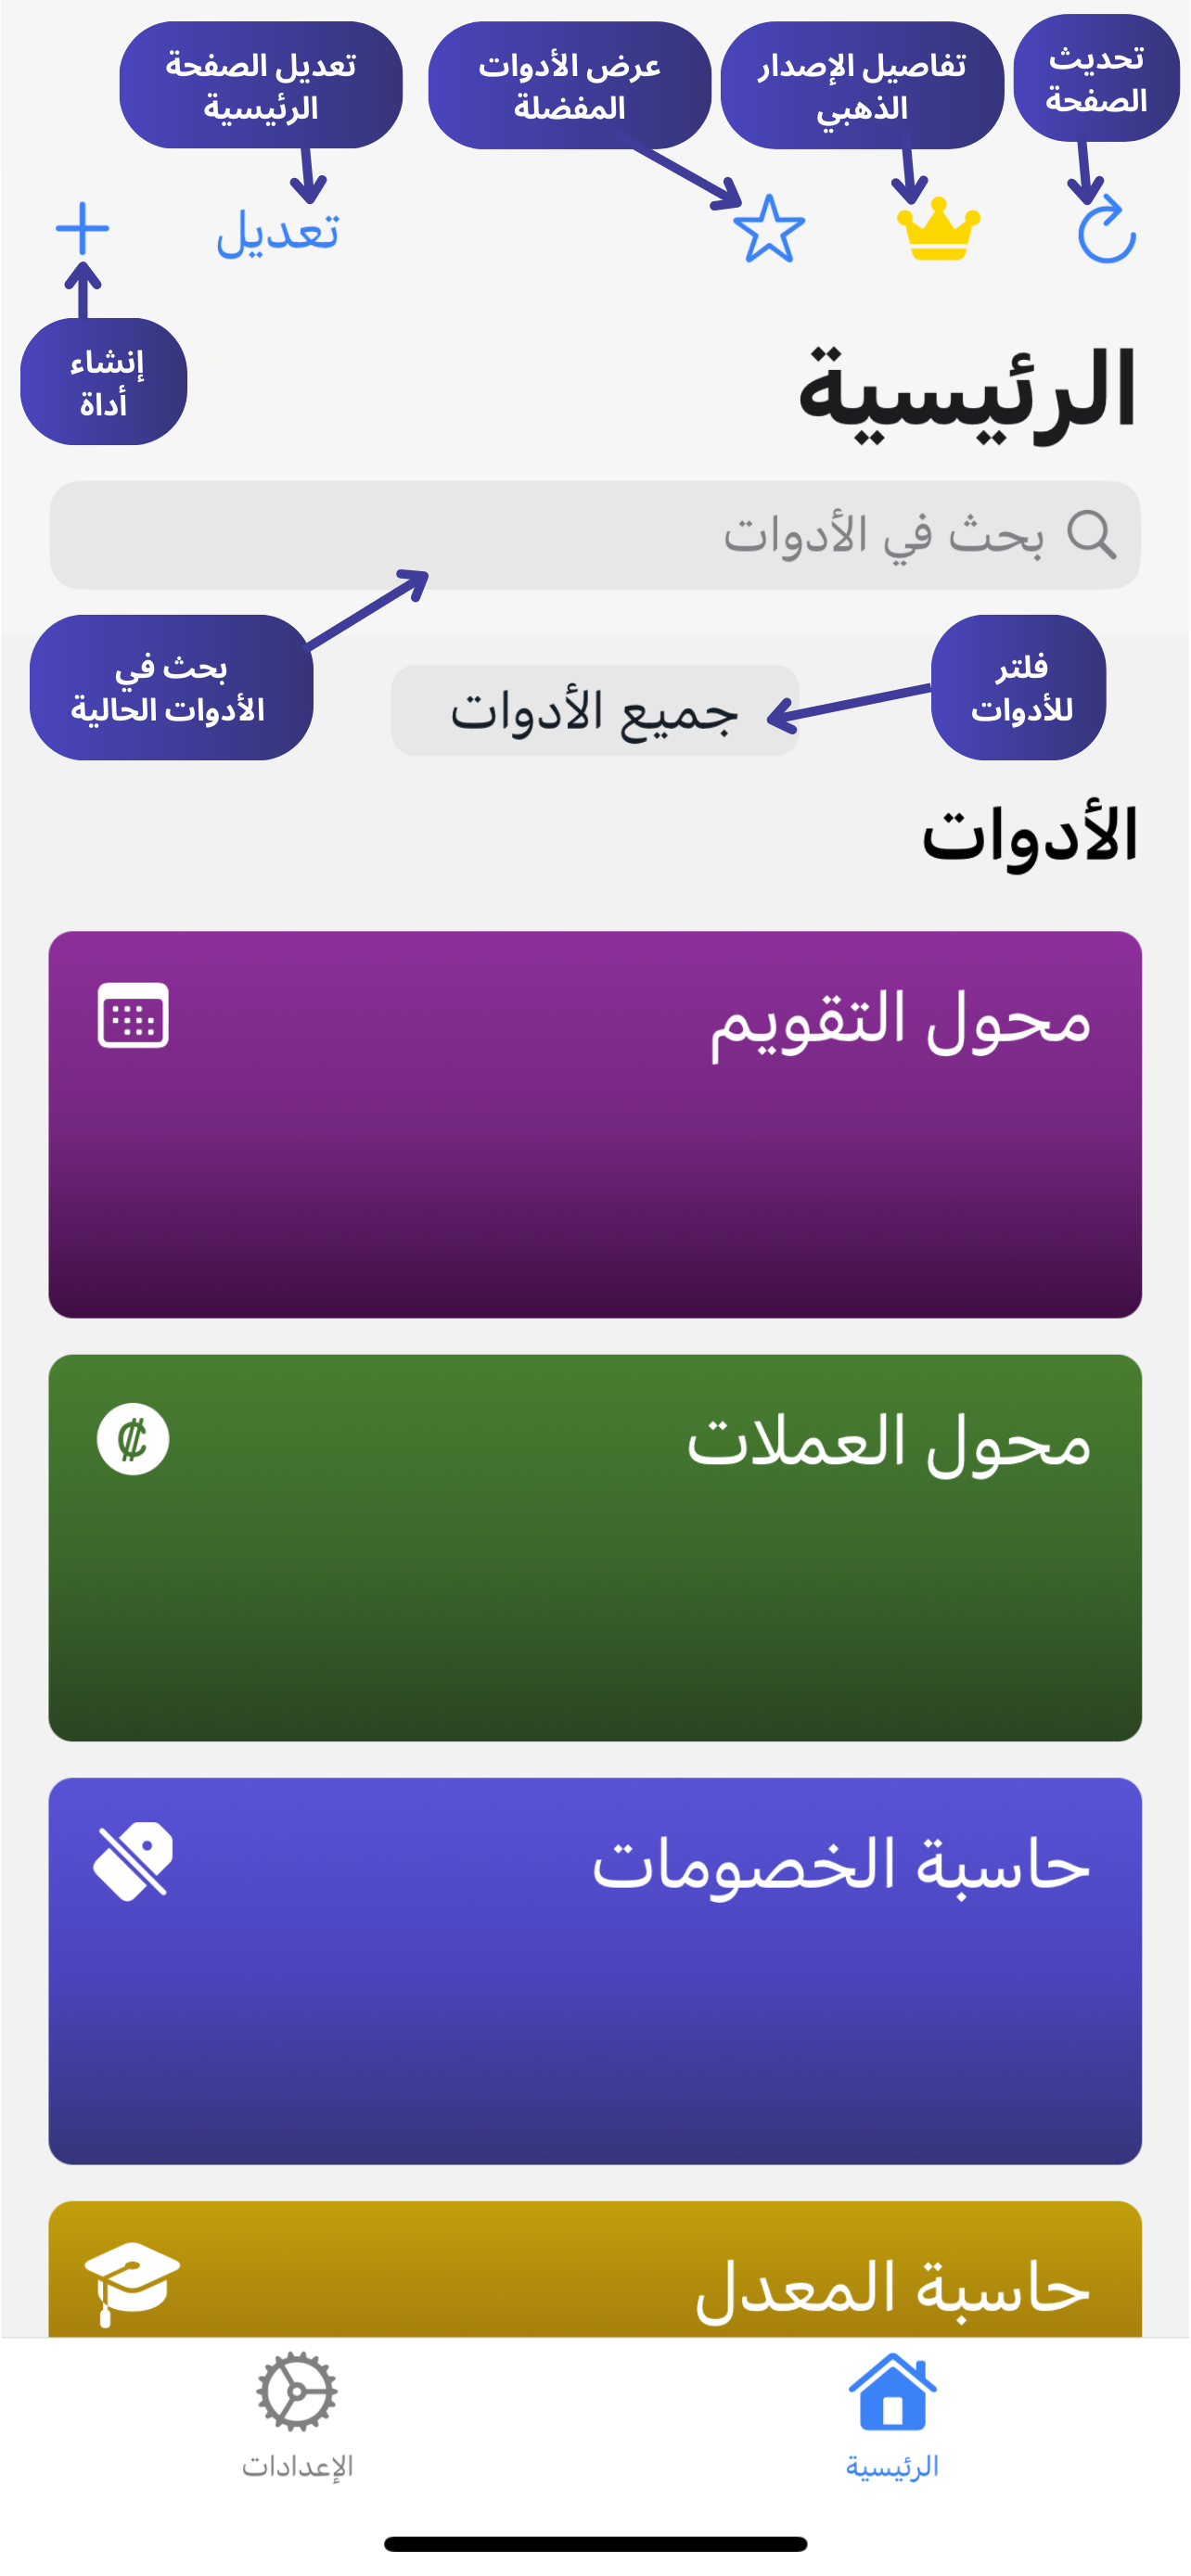 تحديث
الصفحة
تفاصيل الإصدار
الذهبي
عرض الأدوات
المفضلة
تعديل الصفحة
الرئيسية
تعديل
إنشاء
أداة
الرئيسية
بحث في الأدوات
فلتر
للأدوات
جميع الأدوات
بحث في
الأدوات الحالية
الأدوات
محول التقويم
محول العملات
حاسبة الخصومات
حاسبة المعدل
الرئيسية
الإعدادات